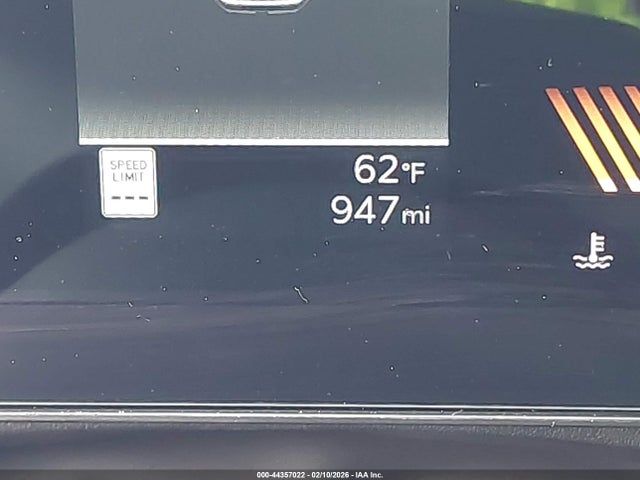 SPEED
LIMIT
---
62°F
947mi
000-44357022 - 02/10/2026 - IAA Inc.